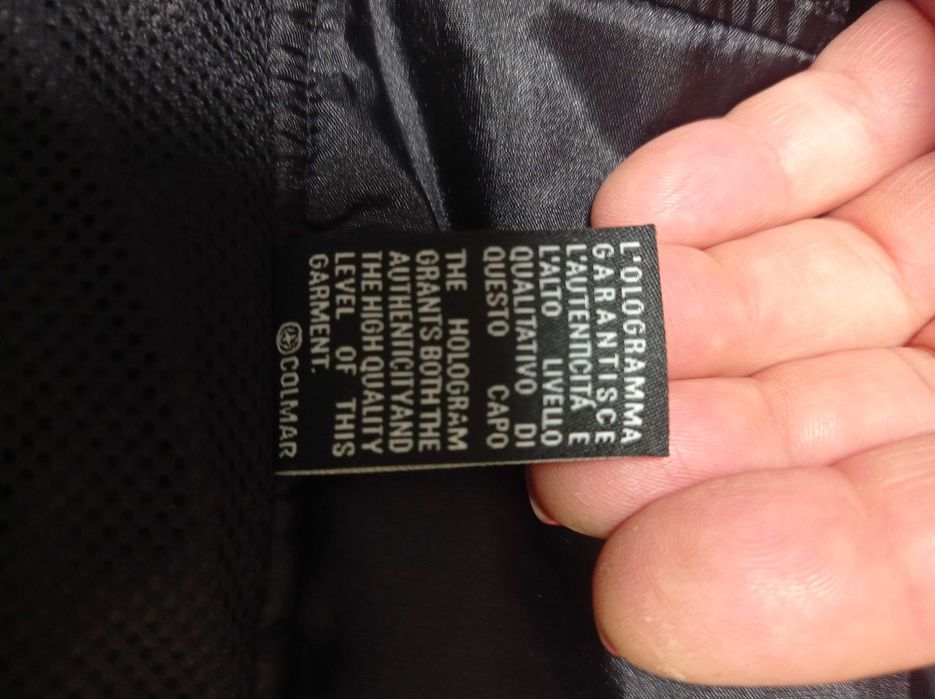 L'OLOGRAMMA
GARANTISCE
L'AUTENTICITÀ E
L'ALTO LIVELLO
QUALITATIVO DI
QUESTO CAPO
THE HOLOGRAM
GRANTS BOTH THE
AUTHENTICITY AND
THE HIGH QUALITY
LEVEL OF THIS
GARMENT.
COLMAR